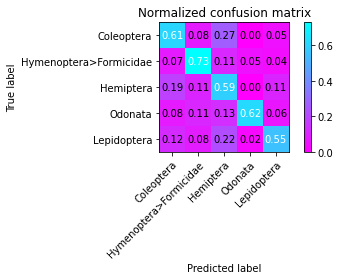 Normalized confusion matrix
True label
Coleoptera 0.61 0.08 0.27 0.00 0.05
Hymenoptera>Formicidae 0.07 0.73 0.11 0.05 0.04
Hemiptera 0.19 0.11 0.59 0.00 0.11
Odonata 0.08 0.11 0.13 0.62 0.06
Lepidoptera 0.12 0.08 0.22 0.02 0.55
Coleoptera
Hymenoptera>Formicidae
Hemiptera
Odonata
Lepidoptera
Predicted label
0.6
0.4
0.2
0.0